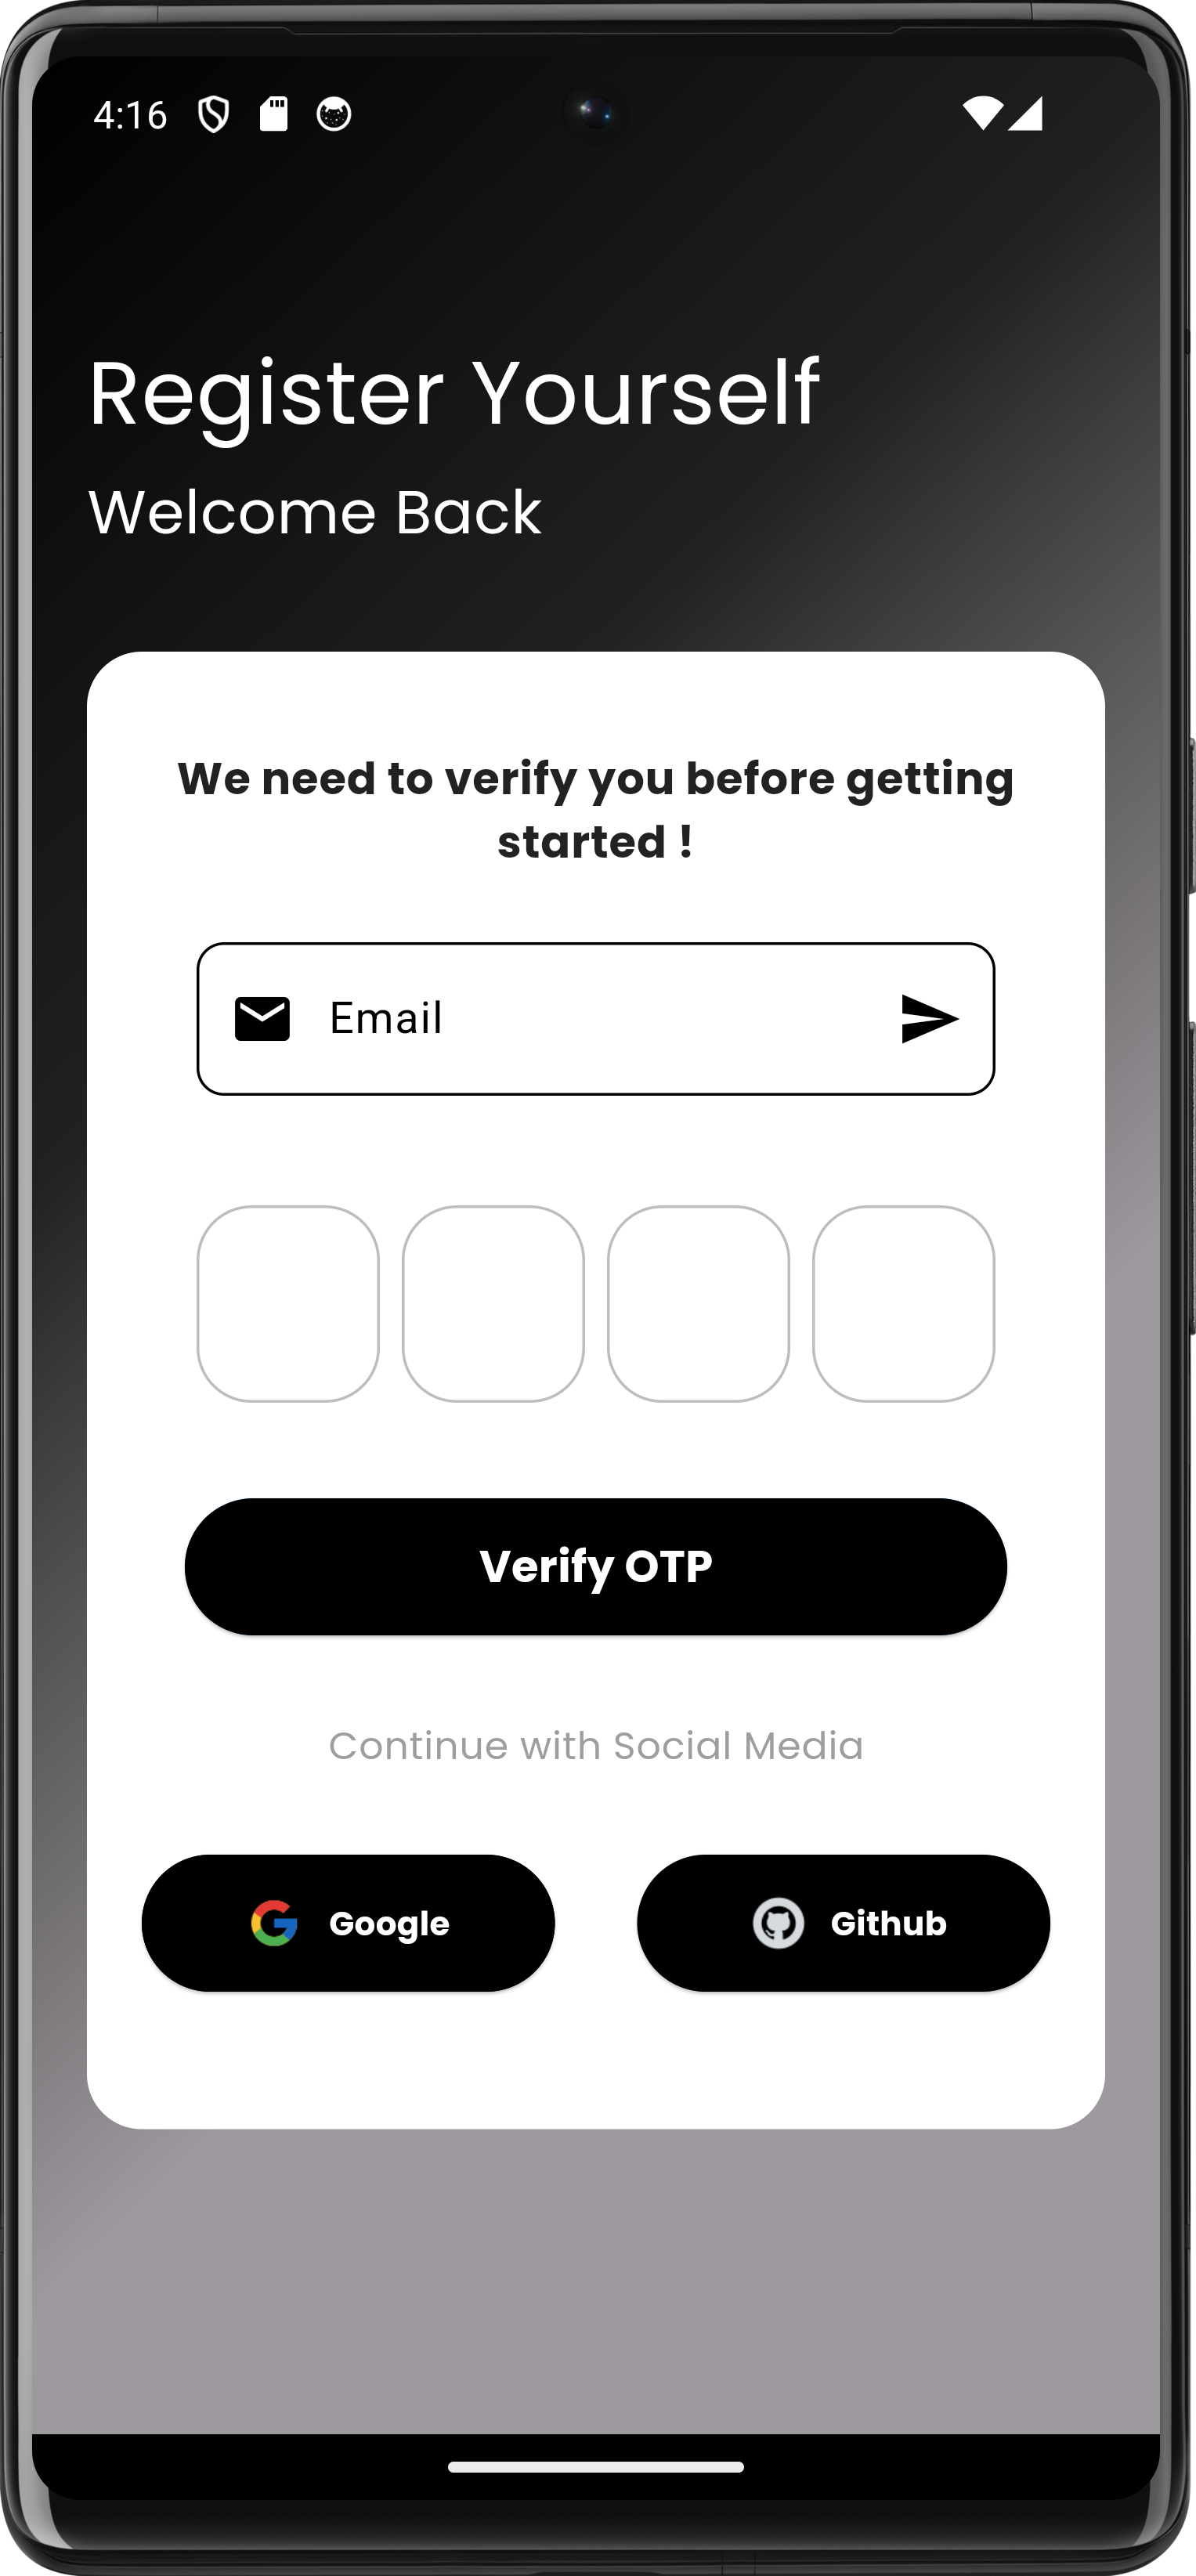 4:16
Register Yourself
Welcome Back
We need to verify you before getting
started !
Email
Verify OTP
Continue with Social Media
Google
Github